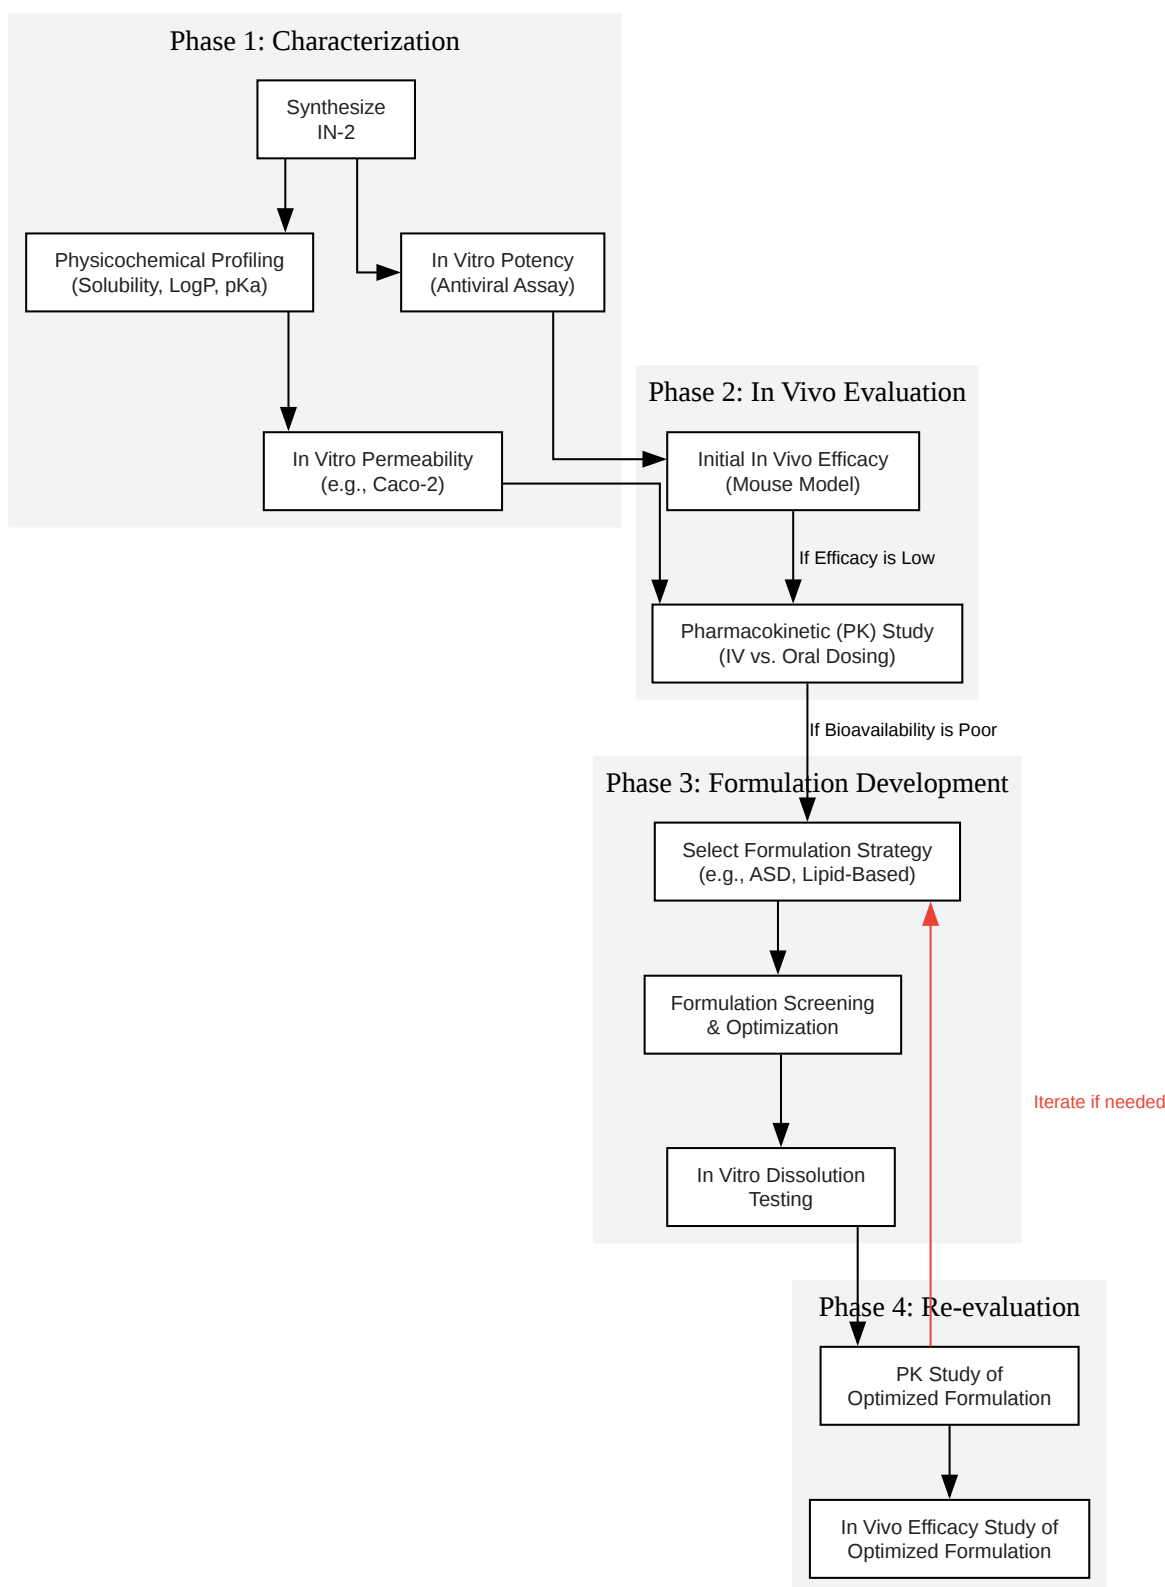 Phase 1: Characterization
Synthesize
IN-2
Physicochemical Profiling
(Solubility, LogP, pKa)
In Vitro Potency
(Antiviral Assay)
In Vitro Permeability
(e.g., Caco-2)
Phase 2: In Vivo Evaluation
Initial In Vivo Efficacy
(Mouse Model)
If Efficacy is Low
Pharmacokinetic (PK) Study
(IV vs. Oral Dosing)
If Bioavailability is Poor
Phase 3: Formulation Development
Select Formulation Strategy
(e.g., ASD, Lipid-Based)
Formulation Screening
& Optimization
Iterate if needed
In Vitro Dissolution
Testing
Phase 4: Re-evaluation
PK Study of
Optimized Formulation
In Vivo Efficacy Study of
Optimized Formulation